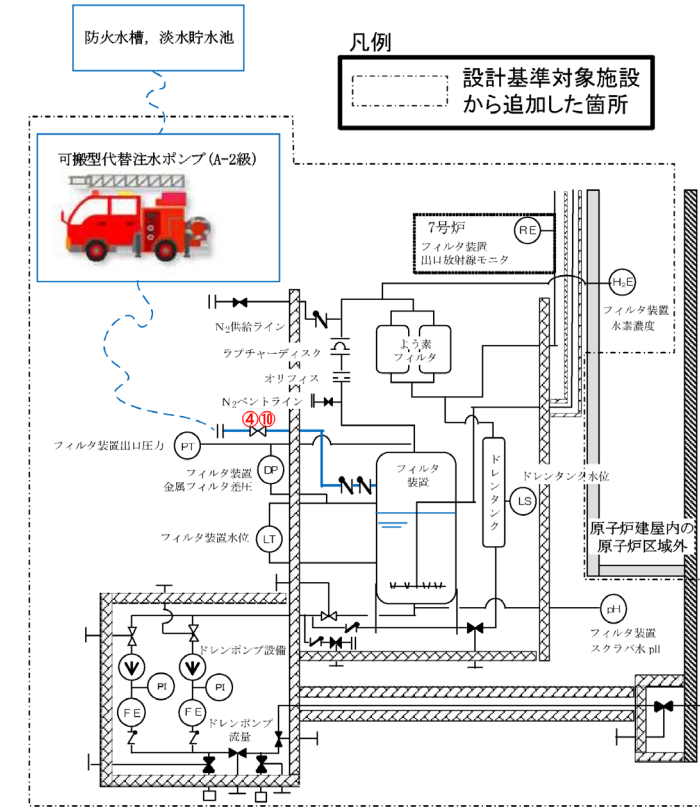 防火水槽，淡水貯水池
凡例
設計基準対象施設
から追加した箇所
可搬型代替注水ポンプ(A-2級)
7号炉
フィルタ装置
出口放射線モニタ
RE
H₂E
フィルタ装置
水素濃度
N₂供給ライン
よう素
フィルタ
ラプチャーディスク
オリフィス
N₂ベントライン
④⑩
フィルタ装置出口圧力
PT
フィルタ装置
金属フィルタ差圧
DP
フィルタ
装置
ドレンタンク
ドレンタンク水位
LS
フィルタ装置水位
LT
原子炉建屋内の
原子炉区域外
pH
フィルタ装置
スクラバ水pH
ドレンポンプ設備
PI
PI
FE
FE
ドレンポンプ
流量